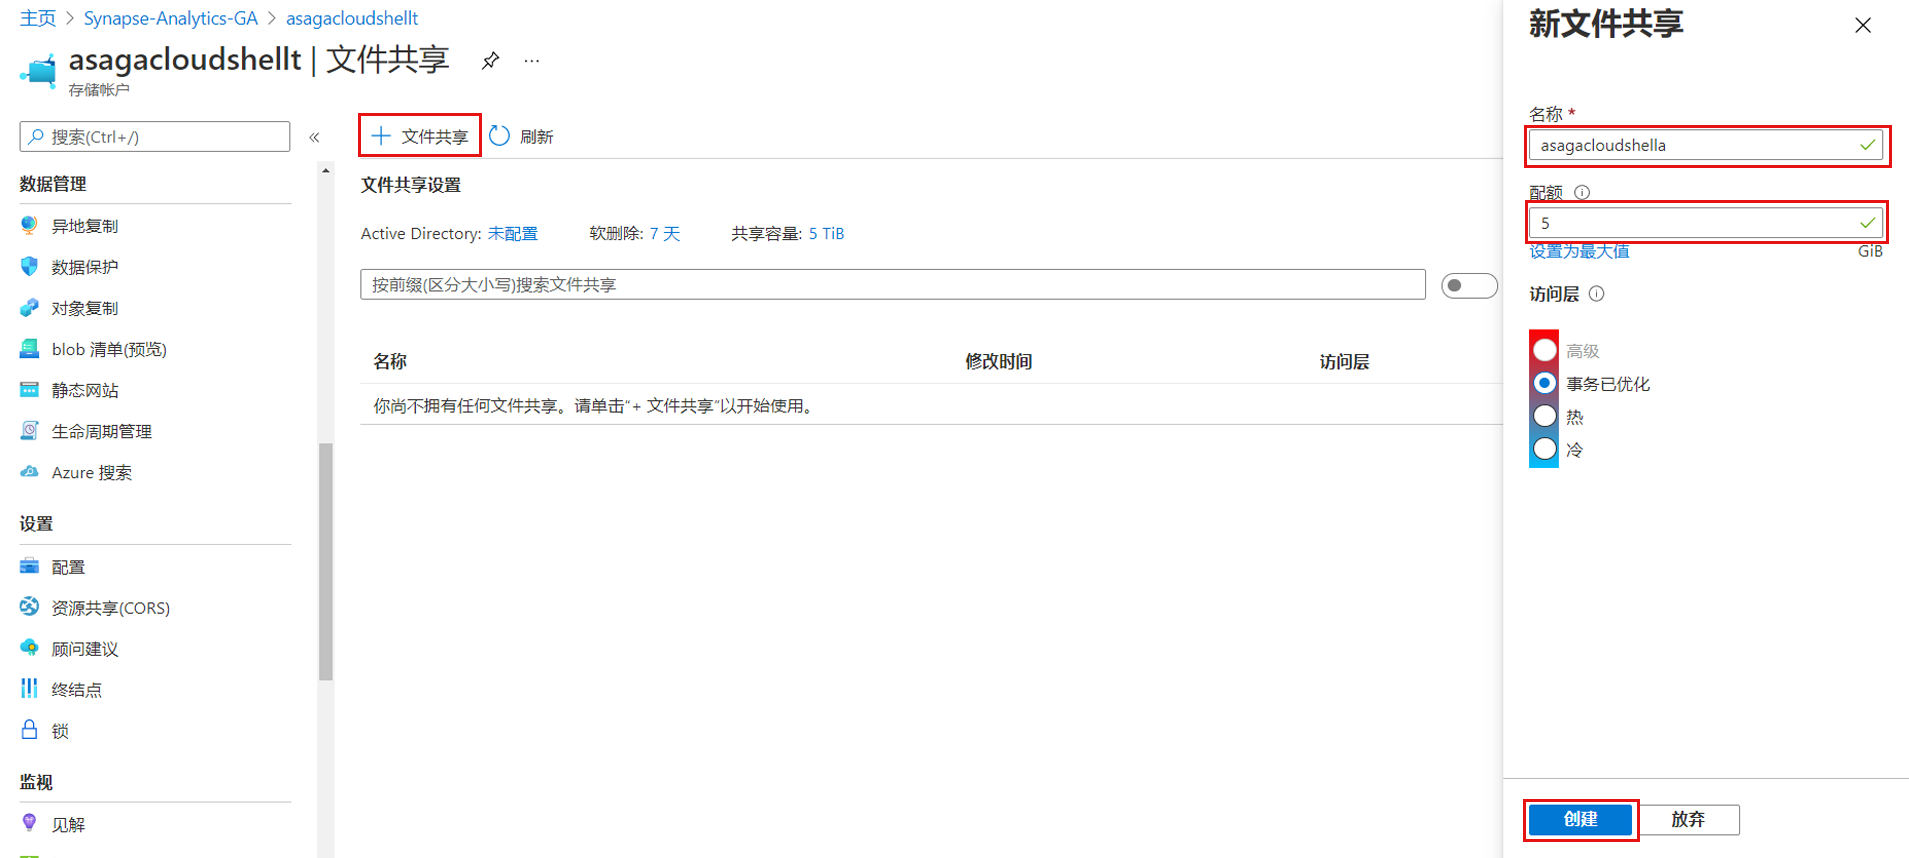 主页 > Synapse-Analytics-GA > asagacloudshellt
asagacloudshellt | 文件共享
存储帐户
搜索(Ctrl+/)
数据管理
异地复制
数据保护
对象复制
blob 清单(预览)
静态网站
生命周期管理
Azure 搜索
设置
配置
资源共享(CORS)
顾问建议
终结点
锁
监视
见解
文件共享 刷新
文件共享设置
Active Directory: 未配置 软删除: 7 天 共享容量: 5 TiB
按前缀(区分大小写)搜索文件共享
名称 修改时间 访问层
你尚不拥有任何文件共享。请单击“+ 文件共享”以开始使用。
新文件共享
名称 *
asagacloudshella
配额
5
设置为最大值 GiB
访问层
高级
事务已优化
热
冷
创建 放弃